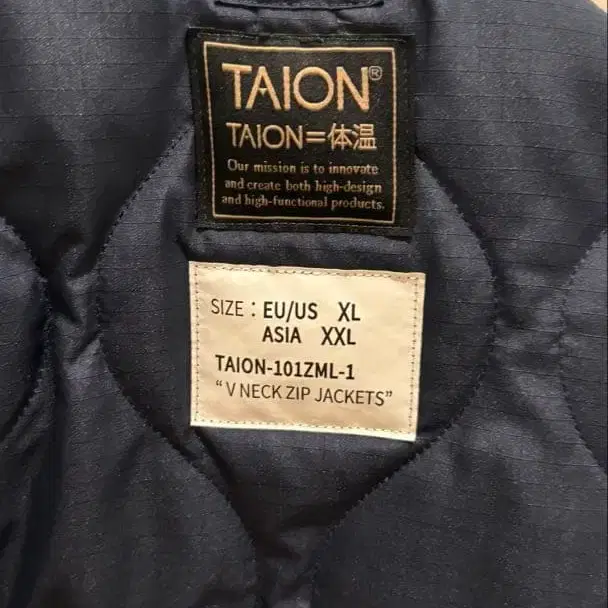 TAION®
TAION=体温
Our mission is to innovate
and create both high-design
and high-functional products.
SIZE : EU/US XL
ASIA XXL
TAION-101ZML-1
“V NECK ZIP JACKETS”